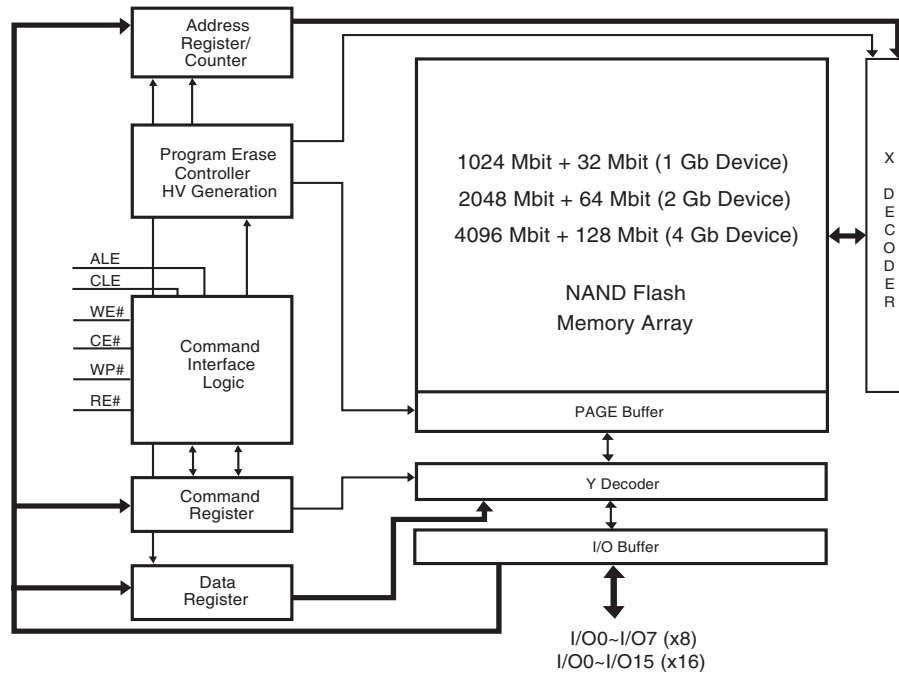 Address
Register/
Counter
Program Erase
Controller
HV Generation
ALE
CLE
WE#
CE#
WP#
RE#
Command
Interface
Logic
Command
Register
Data
Register
1024 Mbit + 32 Mbit (1 Gb Device)
2048 Mbit + 64 Mbit (2 Gb Device)
4096 Mbit + 128 Mbit (4 Gb Device)
NAND Flash
Memory Array
PAGE Buffer
Y Decoder
I/O Buffer
I/O0~I/O7 (x8)
I/O0~I/O15 (x16)
X
DECODER